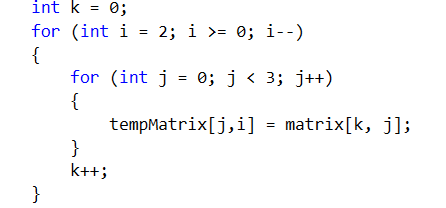 int k = 0;
for (int i = 2; i >= 0; i--)
{
for (int j = 0; j < 3; j++)
{
tempMatrix[j,i] = matrix[k, j];
}
k++;
}